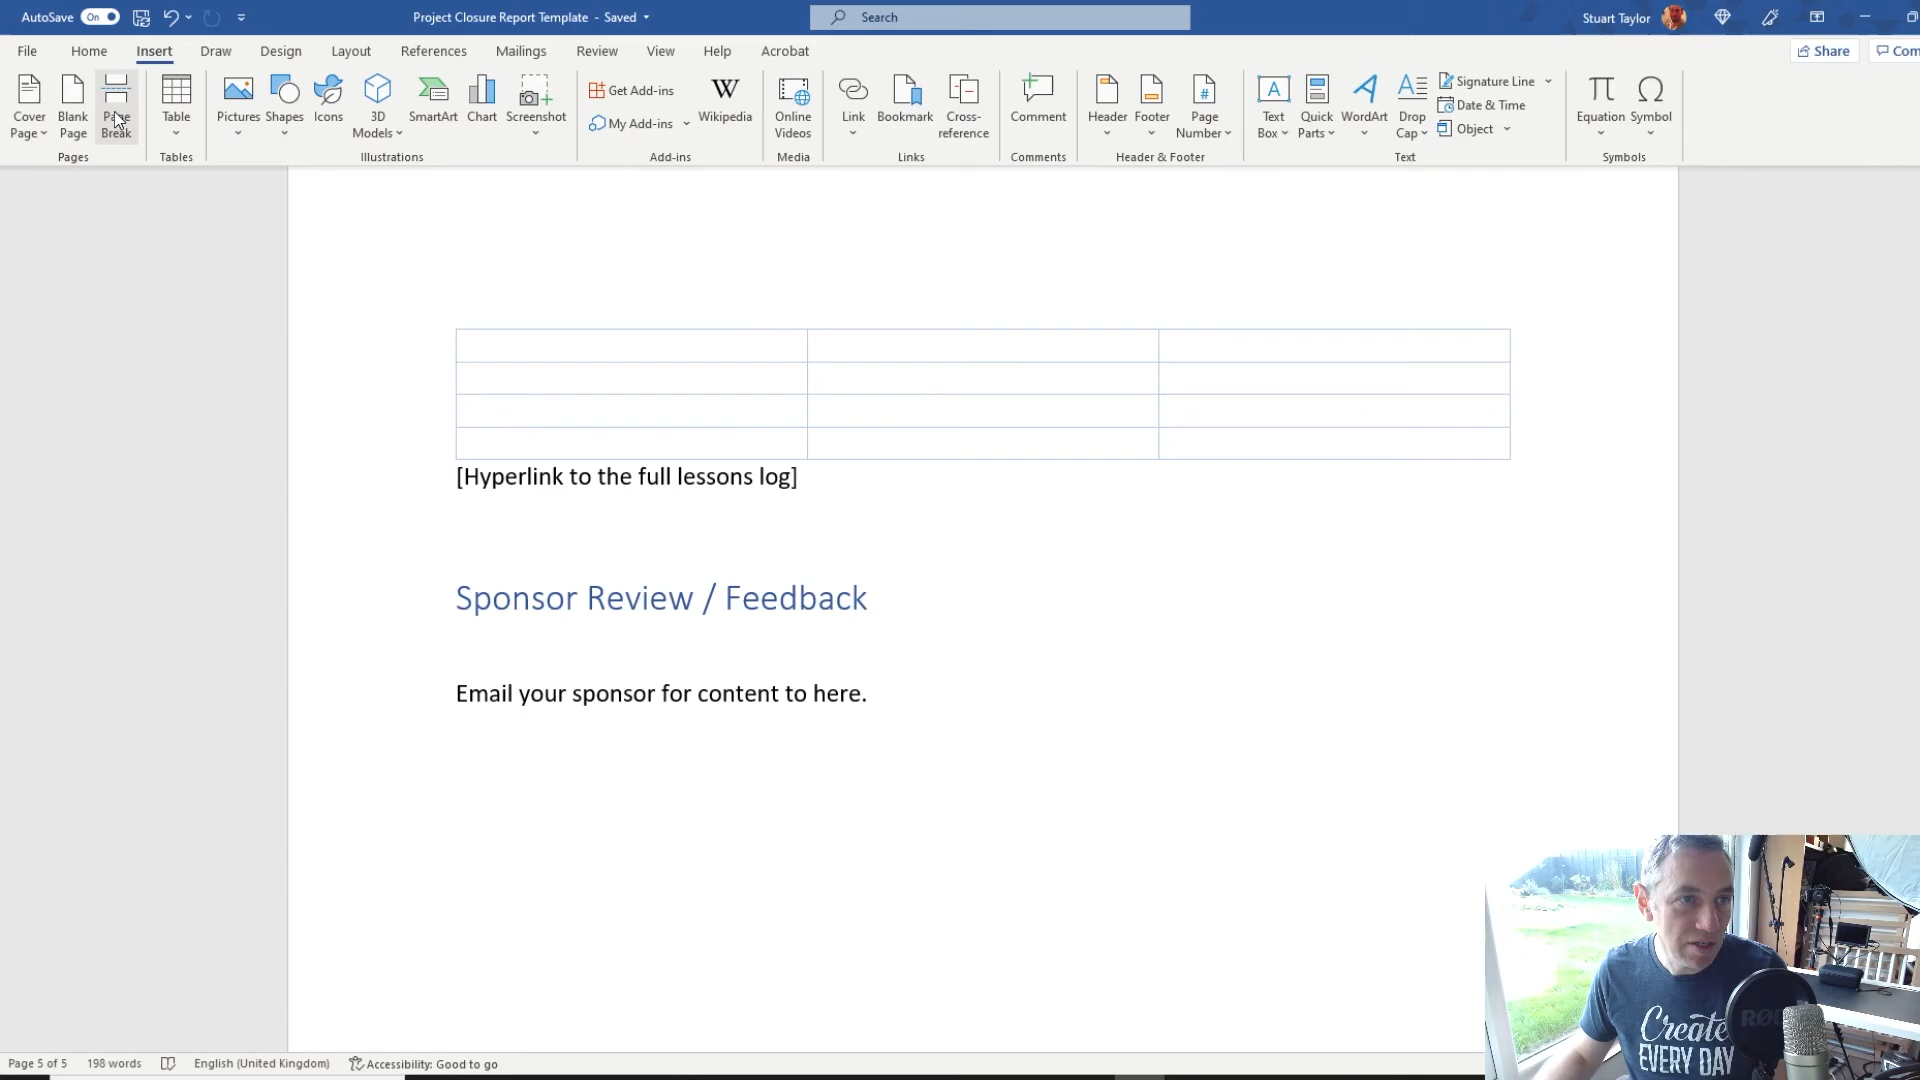 AutoSave On Project Closure Report Template - Saved Search Stuart Taylor
File Home Insert Draw Design Layout References Mailings Review View Help Acrobat Share Com
Cover Page
Blank Page
Page Break
Pages
Table
Tables
Pictures
Shapes
Icons
3D Models
SmartArt
Chart
Screenshot
Illustrations
Get Add-ins
My Add-ins
W
Wikipedia
Add-ins
Online Videos
Media
Link
Bookmark
Cross-reference
Links
Comment
Comments
Header
Footer
Page Number
Header & Footer
Text Box
Quick Parts
WordArt
Drop Cap
Signature Line
Date & Time
Object
Text
Equation
Symbol
Symbols
[Hyperlink to the full lessons log]
Sponsor Review / Feedback
Email your sponsor for content to here.
Create
EVERY DAY
RØD
Page 5 of 5 198 words English (United Kingdom) Accessibility: Good to go